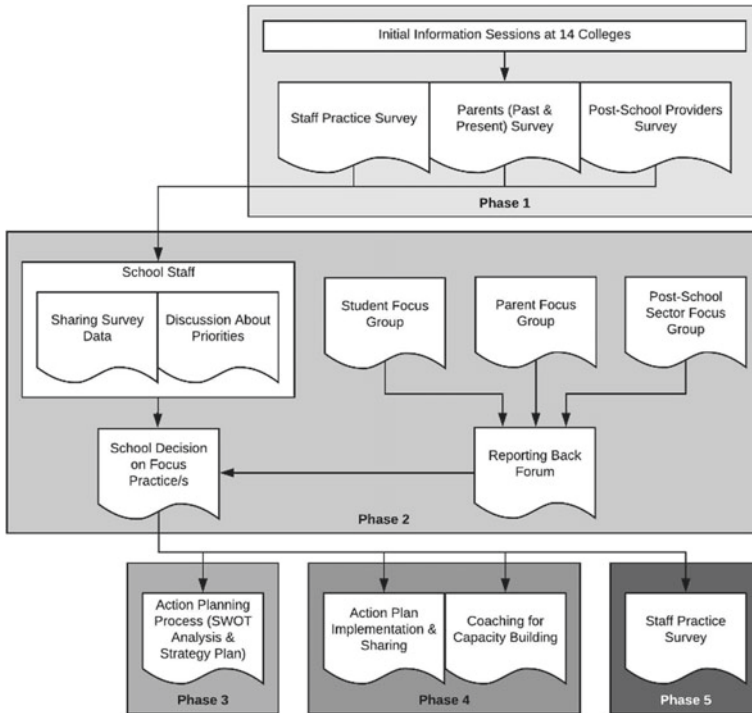 Initial Information Sessions at 14 Colleges
Staff Practice Survey
Parents (Past &
Present) Survey
Post-School Providers
Survey
Phase 1
School Staff
Sharing Survey
Data
Discussion About
Priorities
Student Focus
Group
Parent Focus
Group
Post-School
Sector Focus
Group
School Decision
on Focus
Practice/s
Reporting Back
Forum
Phase 2
Action Planning
Process (SWOT
Analysis &
Strategy Plan)
Phase 3
Action Plan
Implementation &
Sharing
Coaching for
Capacity Building
Phase 4
Staff Practice
Survey
Phase 5